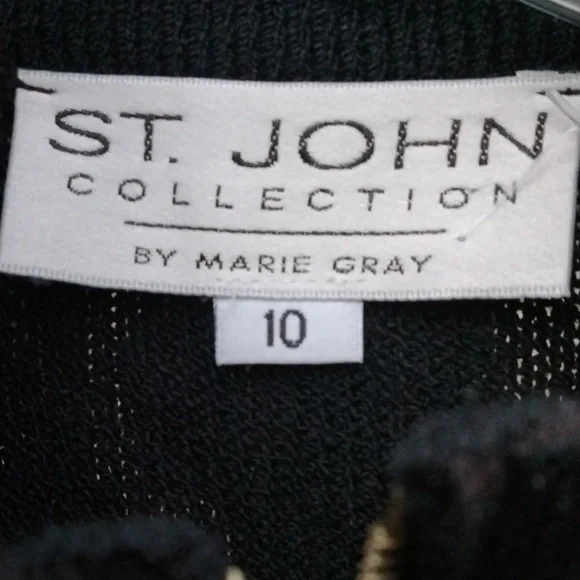 ST. JOHN
COLLECTION
BY MARIE GRAY
10